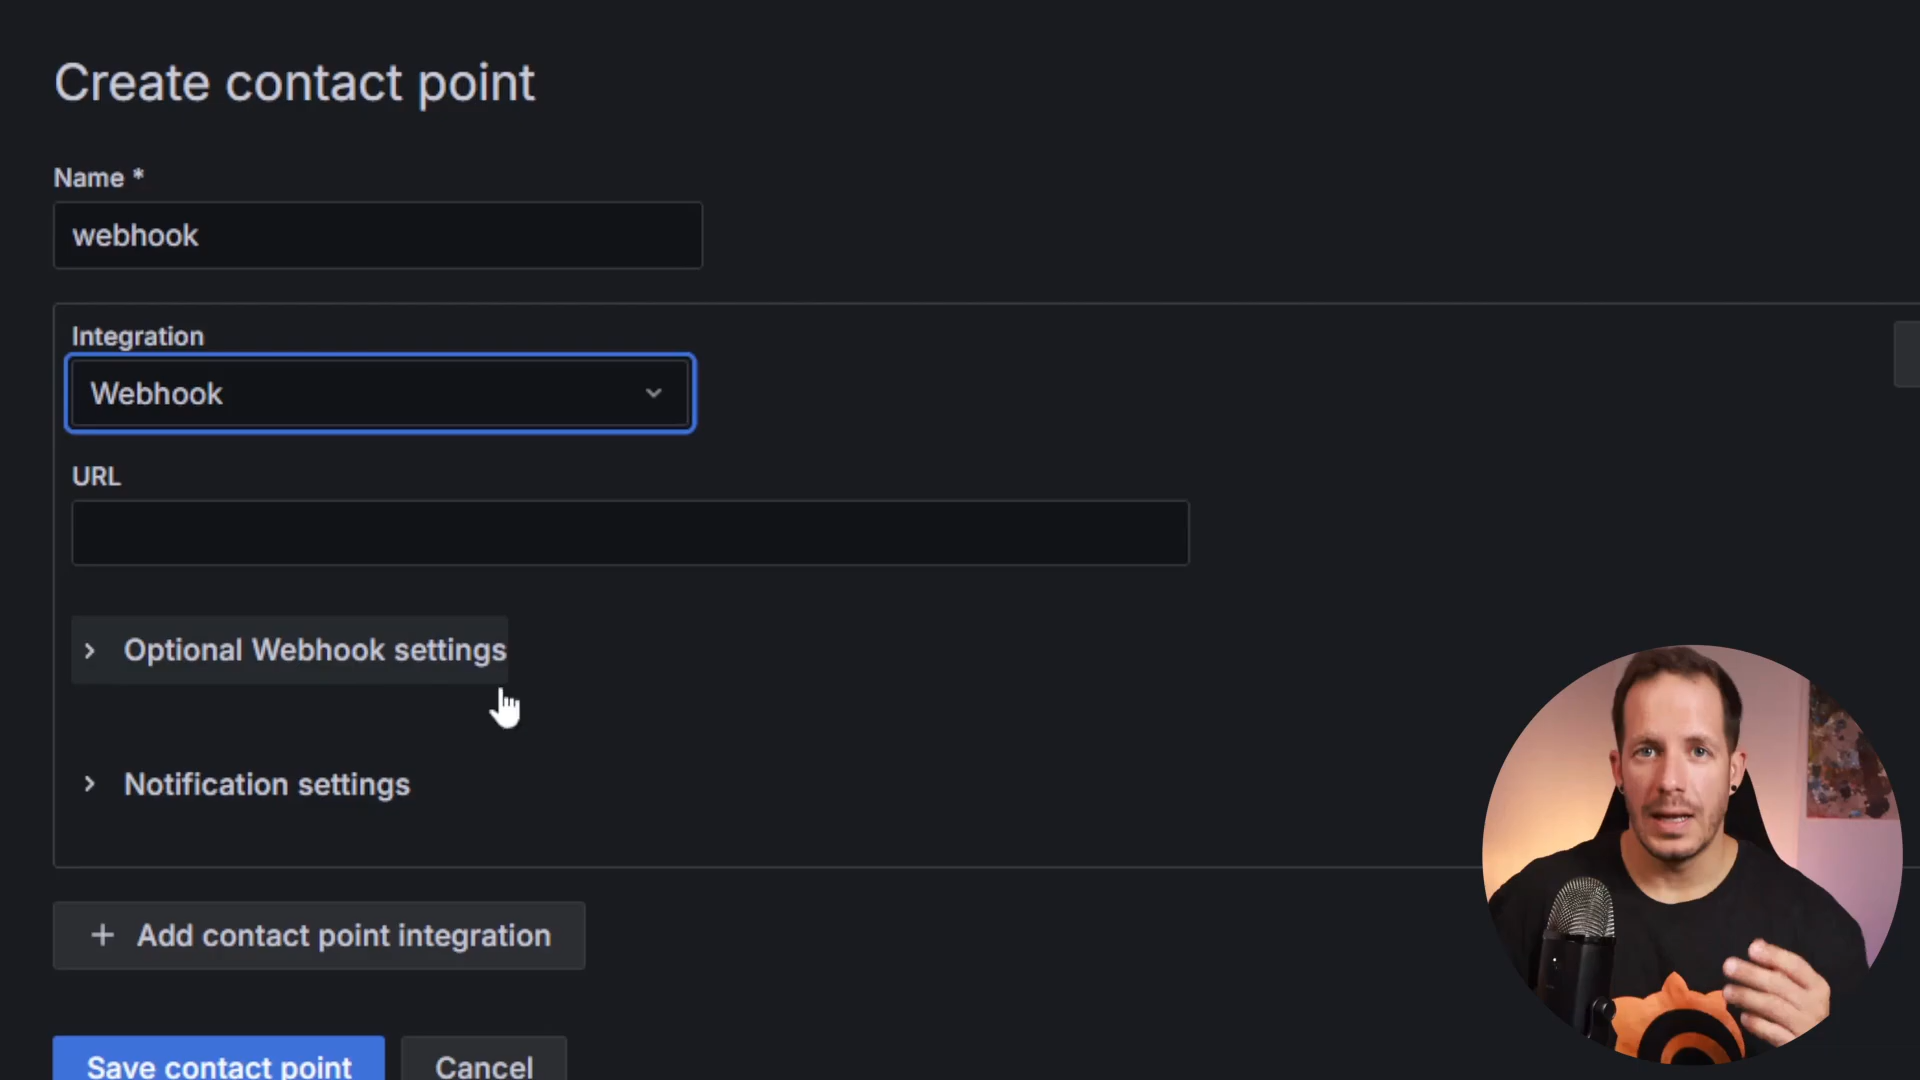 Create contact point
Name *
webhook
Integration
Webhook
URL
Optional Webhook settings
Notification settings
+ Add contact point integration
Save contact point
Cancel